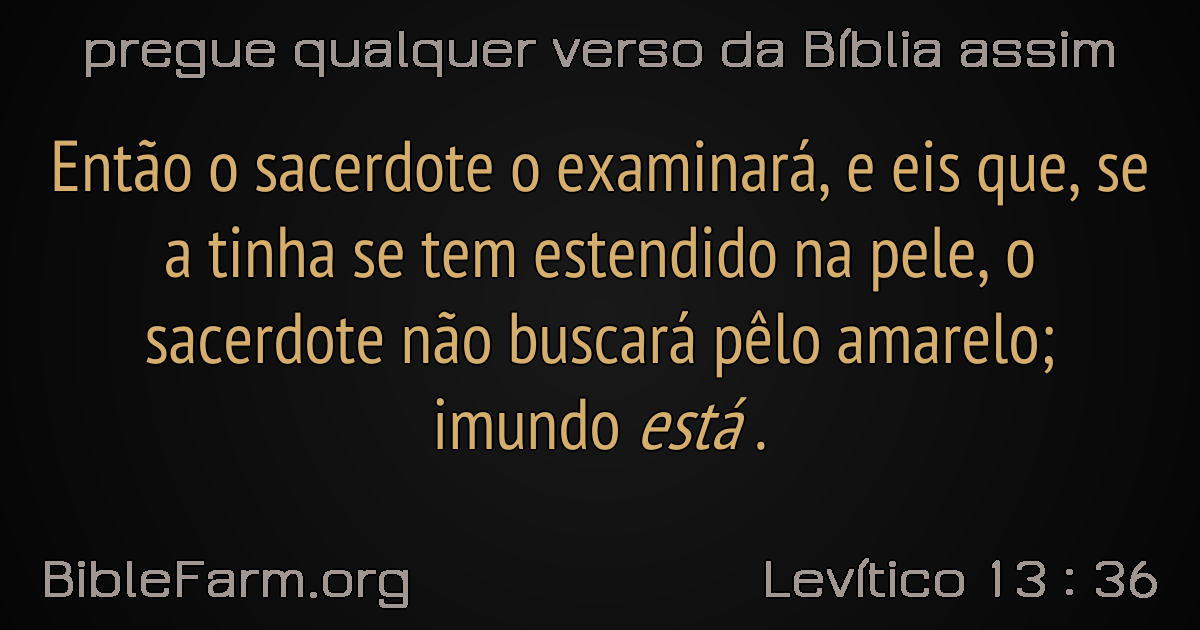 pregue qualquer verso da Bíblia assim
Então o sacerdote o examinará, e eis que, se
a tinha se tem estendido na pele, o
sacerdote não buscará pêlo amarelo;
imundo está .
BibleFarm.org
Levítico 13 : 36